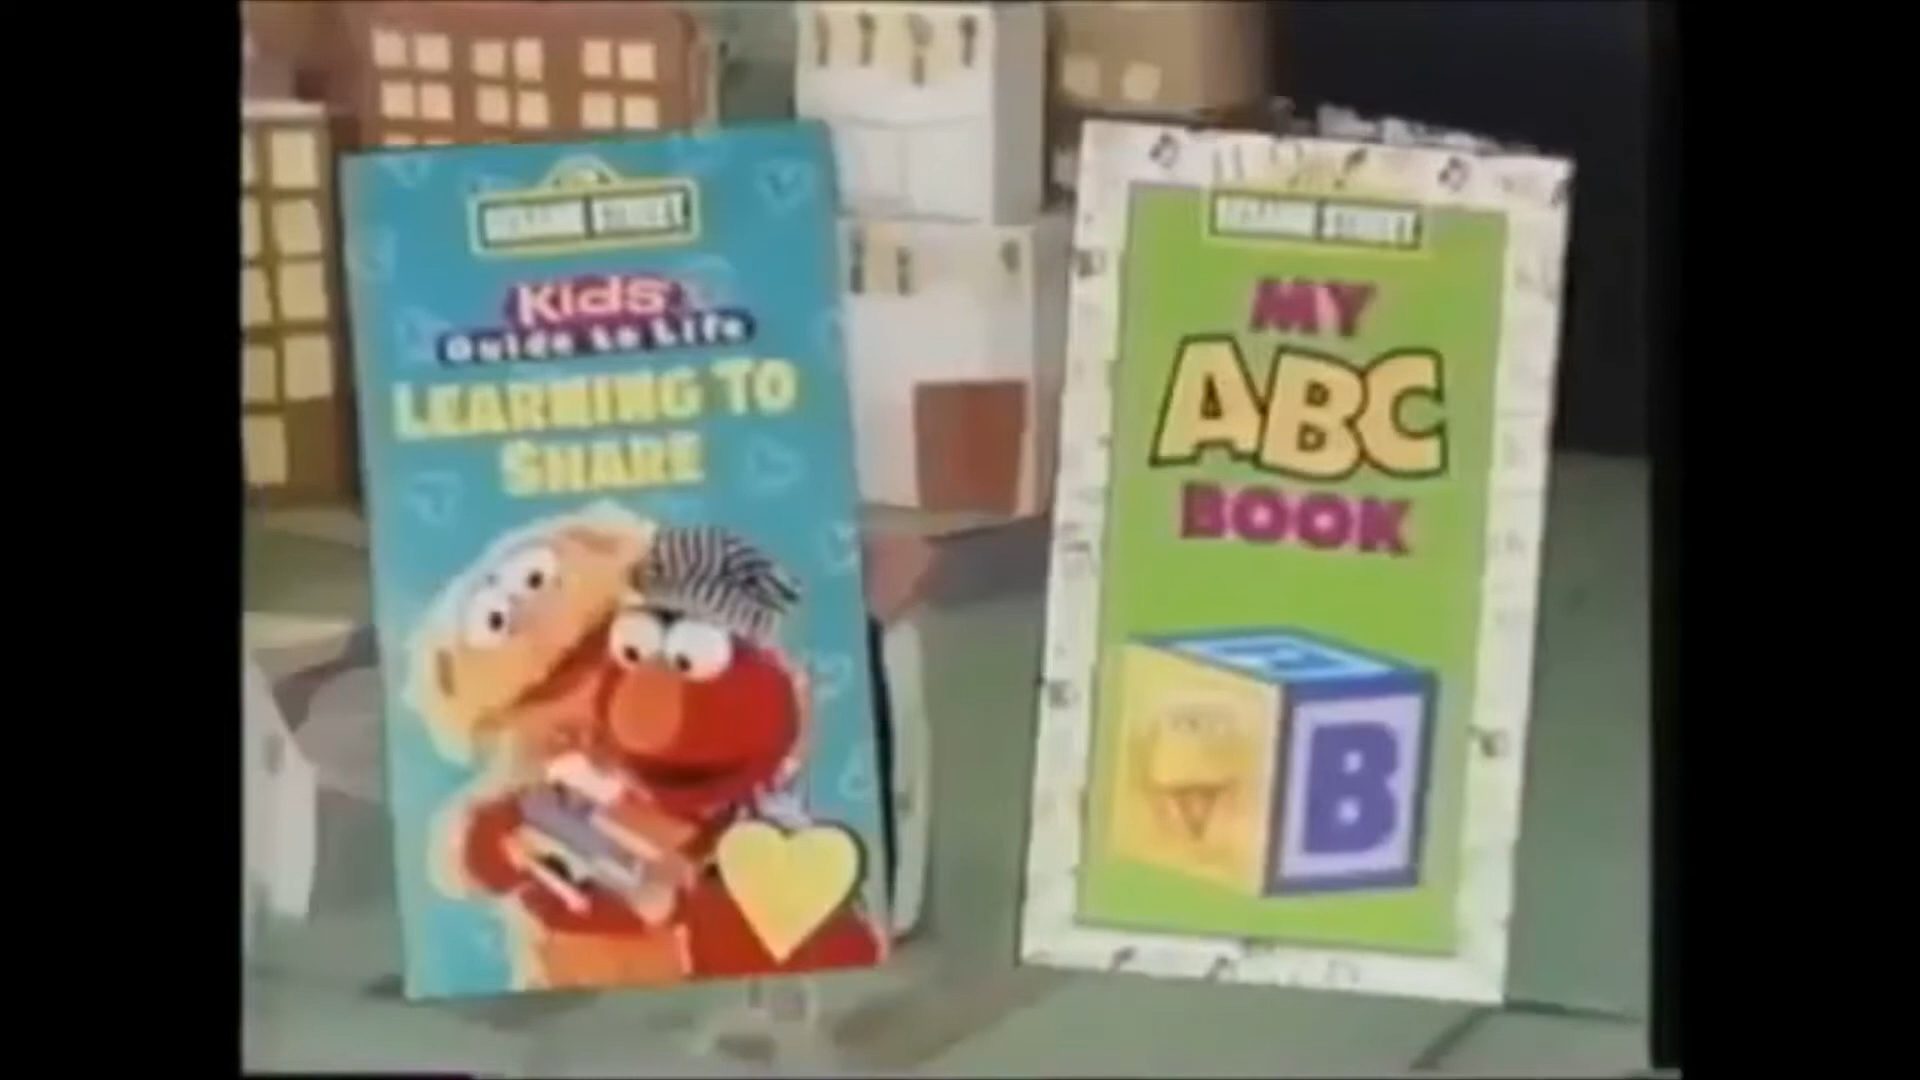 SESAME STREET
Kids'
Guide to Life
LEARNING TO
SHARE
SESAME STREET
MY
ABC
BOOK
B